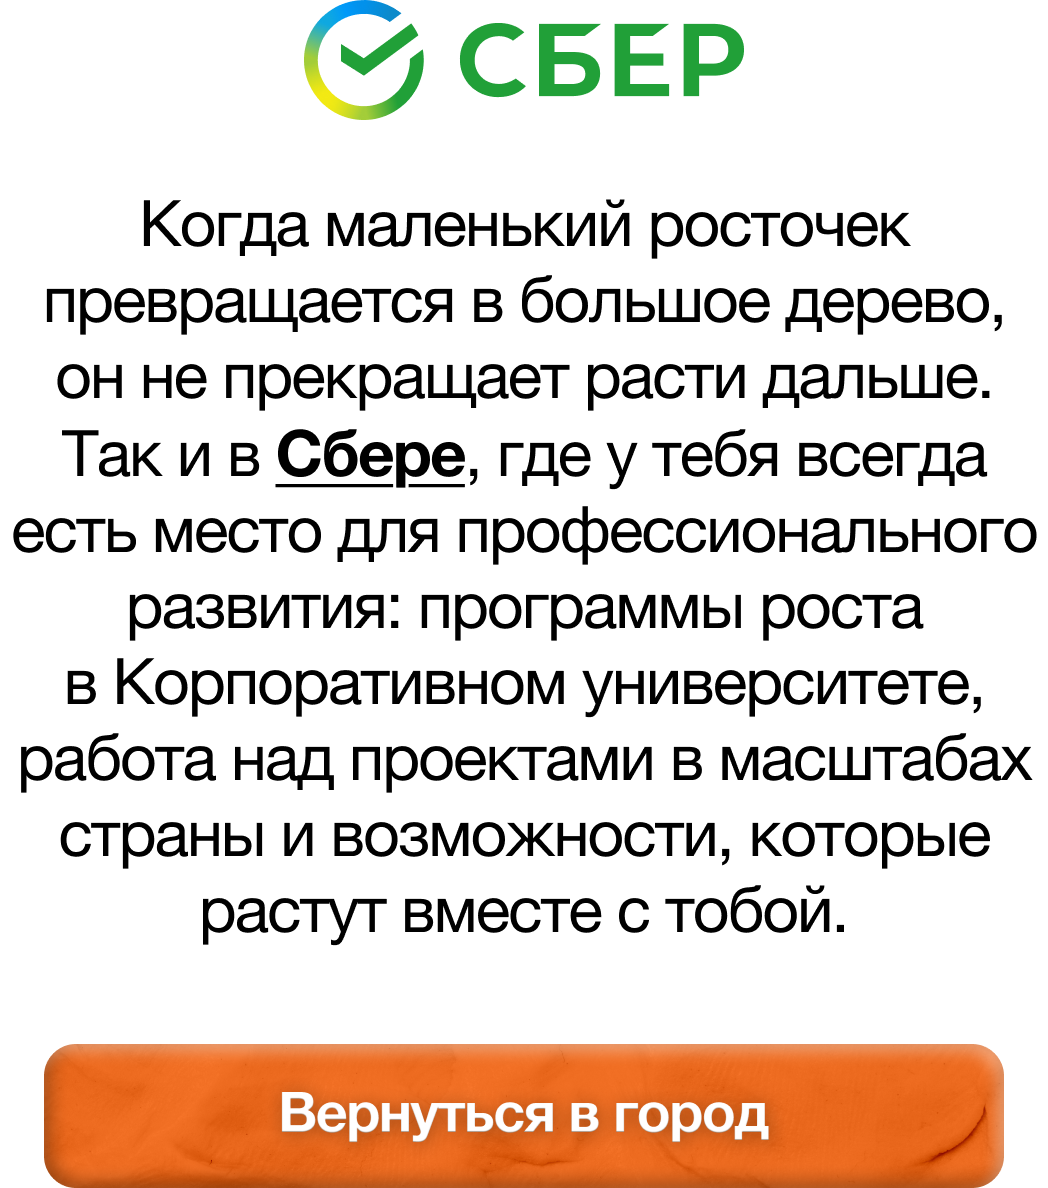 СБЕР
Когда маленький росточек
превращается в большое дерево,
он не прекращает расти дальше.
Так и в Сбере, где у тебя всегда
есть место для профессионального
развития: программы роста
в Корпоративном университете,
работа над проектами в масштабах
страны и возможности, которые
растут вместе с тобой.
Вернуться в город